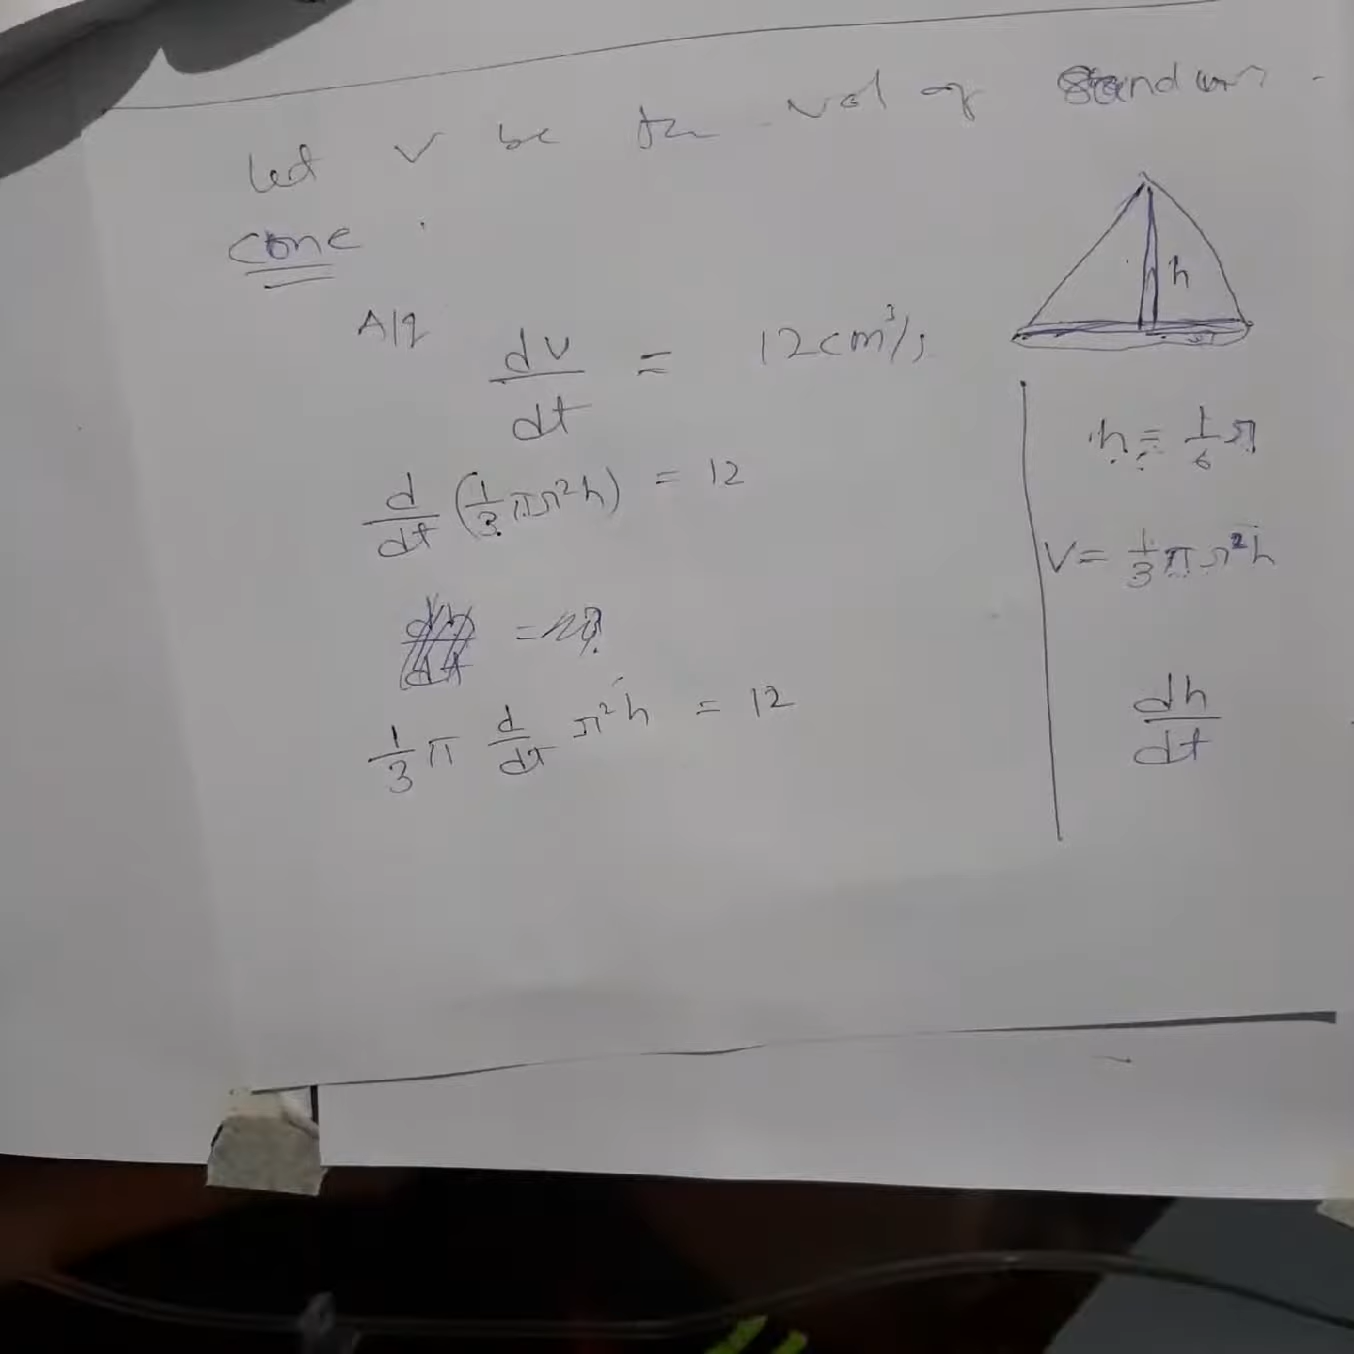 Let V be the vol of
cone.
A/q dv/dt = 12cm³/s
d/dt (1/3 πr²h) = 12
1/3 π d/dt r²h = 12
h
r
h = 1/6 r
V = 1/3 πr²h
dh/dt